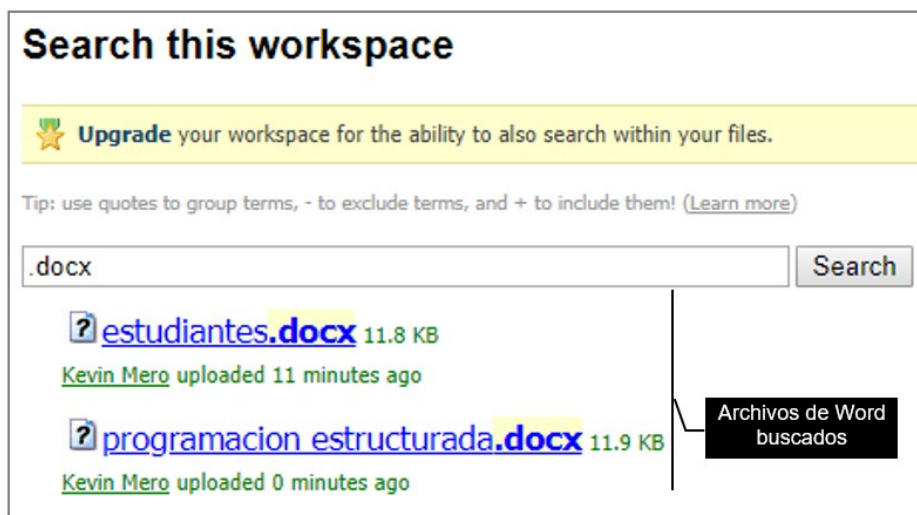 Search this workspace
Upgrade your workspace for the ability to also search within your files.
Tip: use quotes to group terms, - to exclude terms, and + to include them! (Learn more)
.docx Search
estudiantes.docx 11.8 KB
Kevin Mero uploaded 11 minutes ago
programacion estructurada.docx 11.9 KB
Kevin Mero uploaded 0 minutes ago
Archivos de Word
buscados